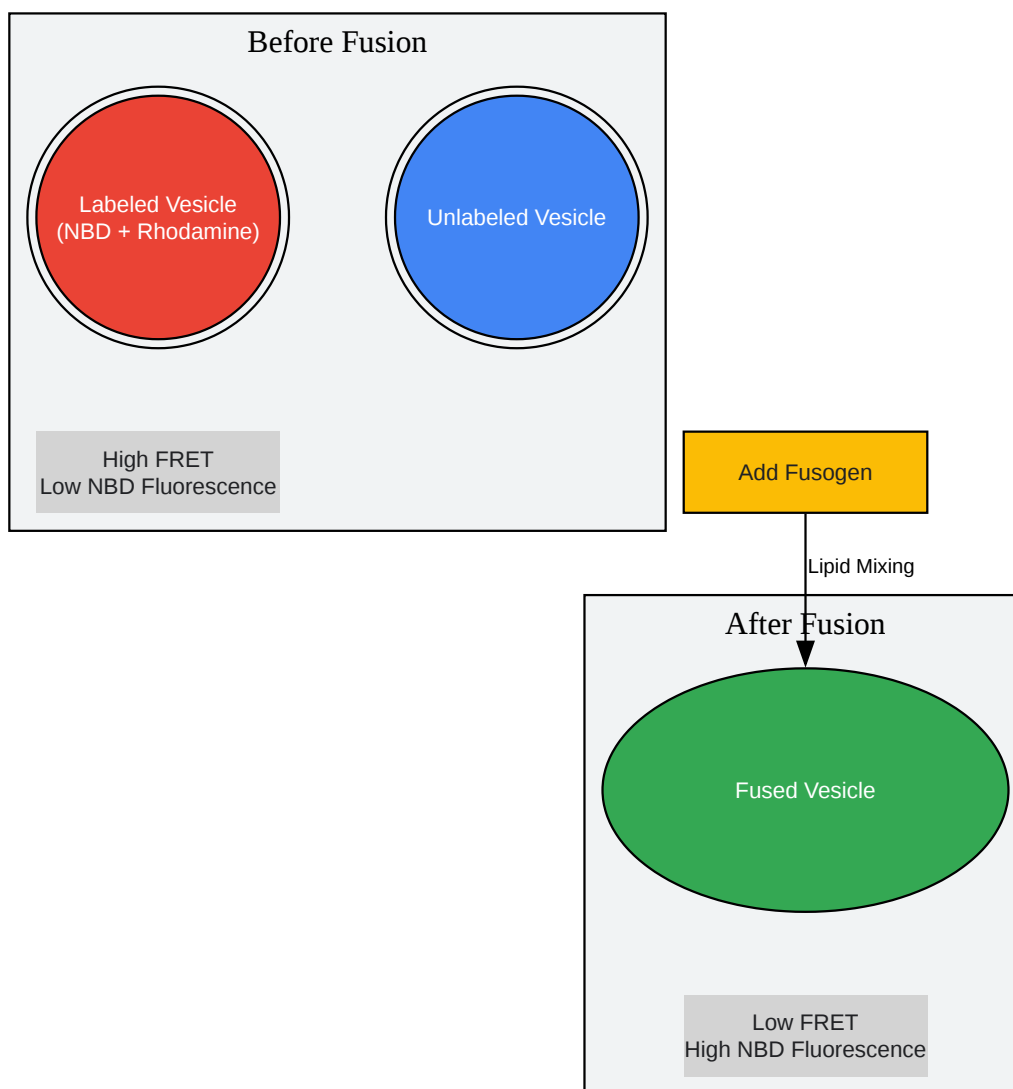 Before Fusion
Labeled Vesicle
(NBD + Rhodamine)
Unlabeled Vesicle
High FRET
Low NBD Fluorescence
Add Fusogen
Lipid Mixing
After Fusion
Fused Vesicle
Low FRET
High NBD Fluorescence